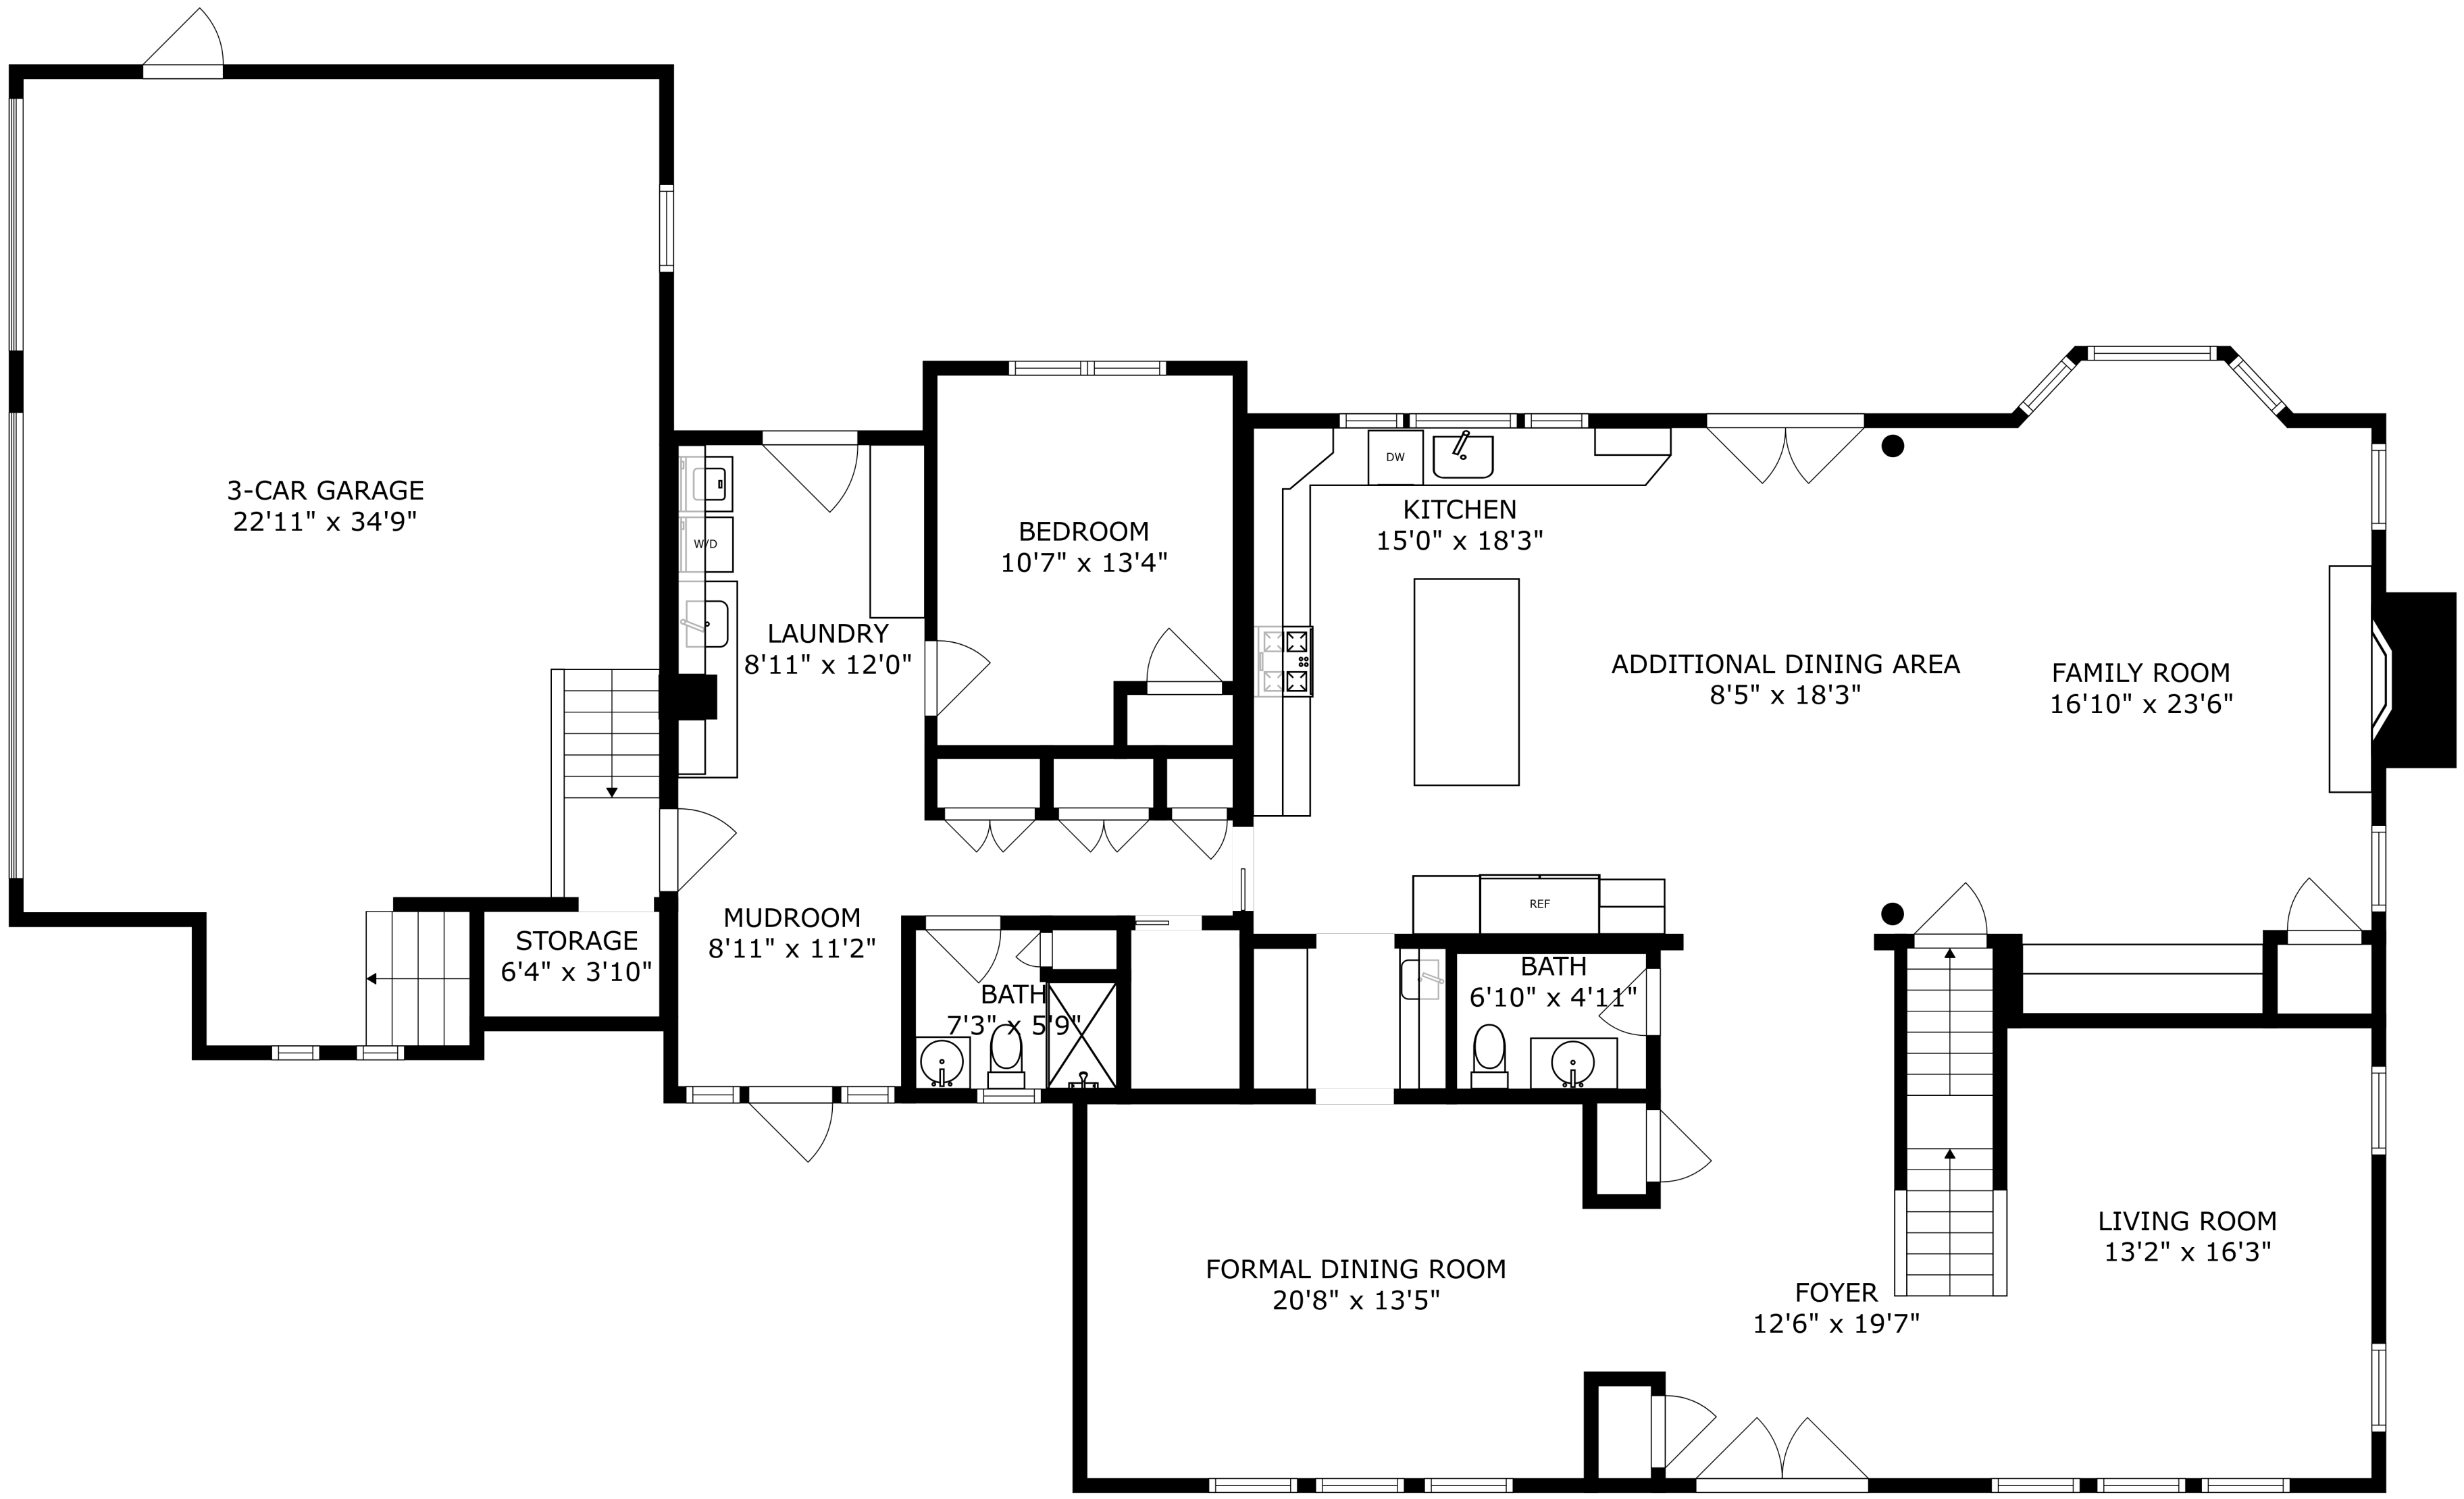 3-CAR GARAGE
22'11" x 34'9"
BEDROOM
10'7" x 13'4"
DW
KITCHEN
15'0" x 18'3"
W/D
LAUNDRY
8'11" x 12'0"
ADDITIONAL DINING AREA
8'5" x 18'3"
FAMILY ROOM
16'10" x 23'6"
REF
MUDROOM
8'11" x 11'2"
STORAGE
6'4" x 3'10"
BATH
7'3" x 5'9"
BATH
6'10" x 4'11"
FORMAL DINING ROOM
20'8" x 13'5"
FOYER
12'6" x 19'7"
LIVING ROOM
13'2" x 16'3"